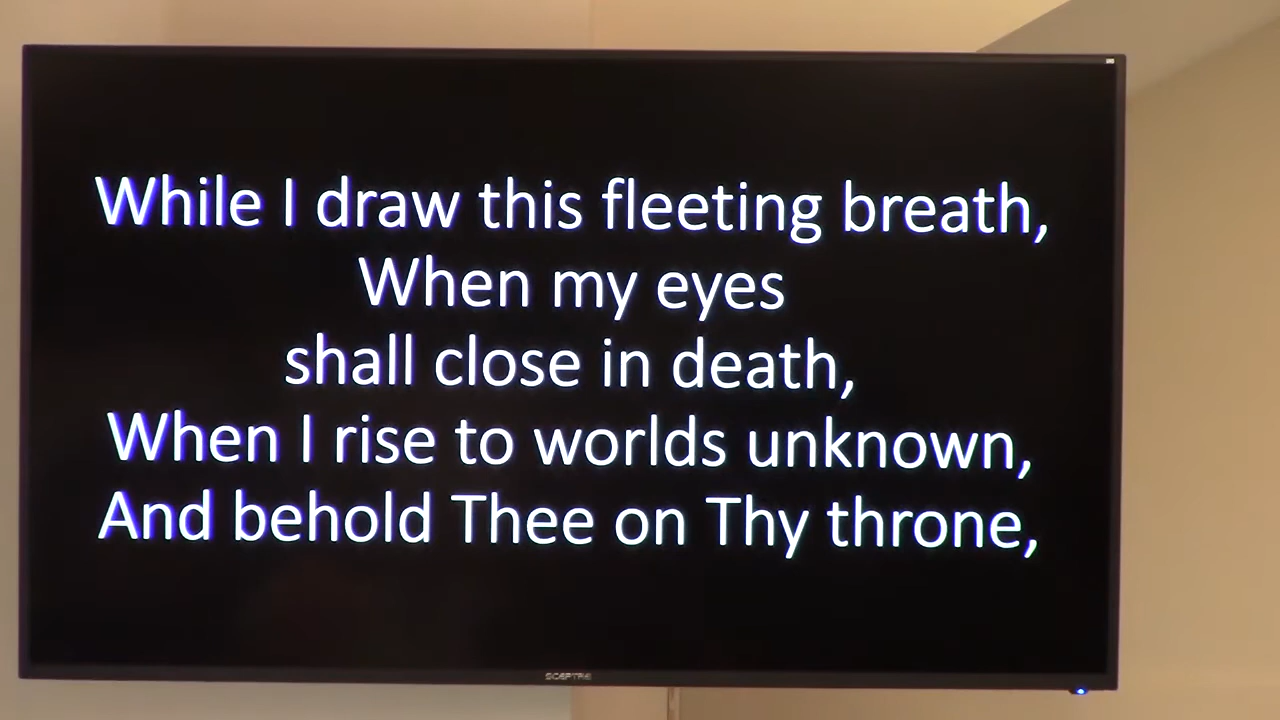 While I draw this fleeting breath,
When my eyes
shall close in death,
When I rise to worlds unknown,
And behold Thee on Thy throne,
SCEPTRE